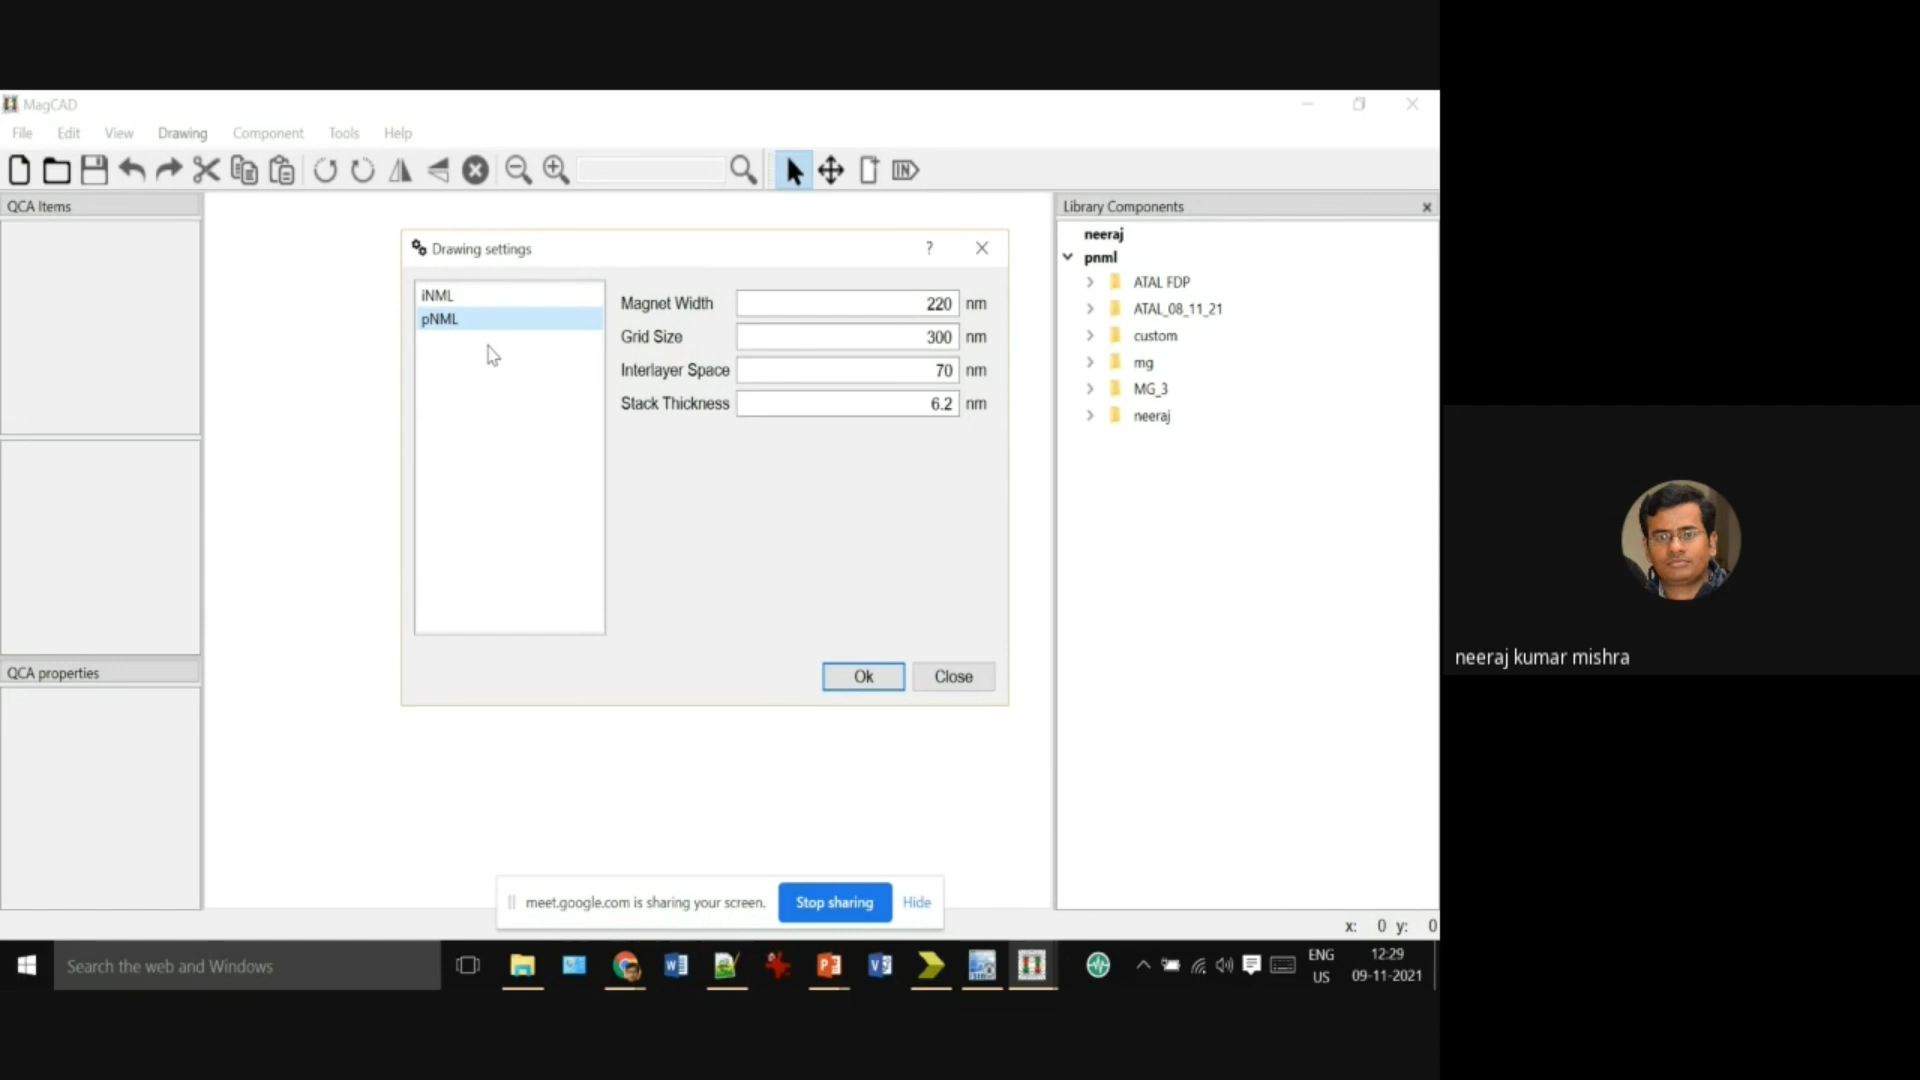 MagCAD
File Edit View Drawing Component Tools Help
IN
QCA Items
QCA properties
Drawing settings
?
iNML
pNML
Magnet Width 220 nm
Grid Size 300 nm
Interlayer Space 70 nm
Stack Thickness 6.2 nm
Ok Close
Library Components
neeraj
pnml
ATAL FDP
ATAL_08_11_21
custom
mg
MG_3
neeraj
meet.google.com is sharing your screen. Stop sharing Hide
x: 0 y: 0
Search the web and Windows
ENG
US
12:29
09-11-2021
neeraj kumar mishra